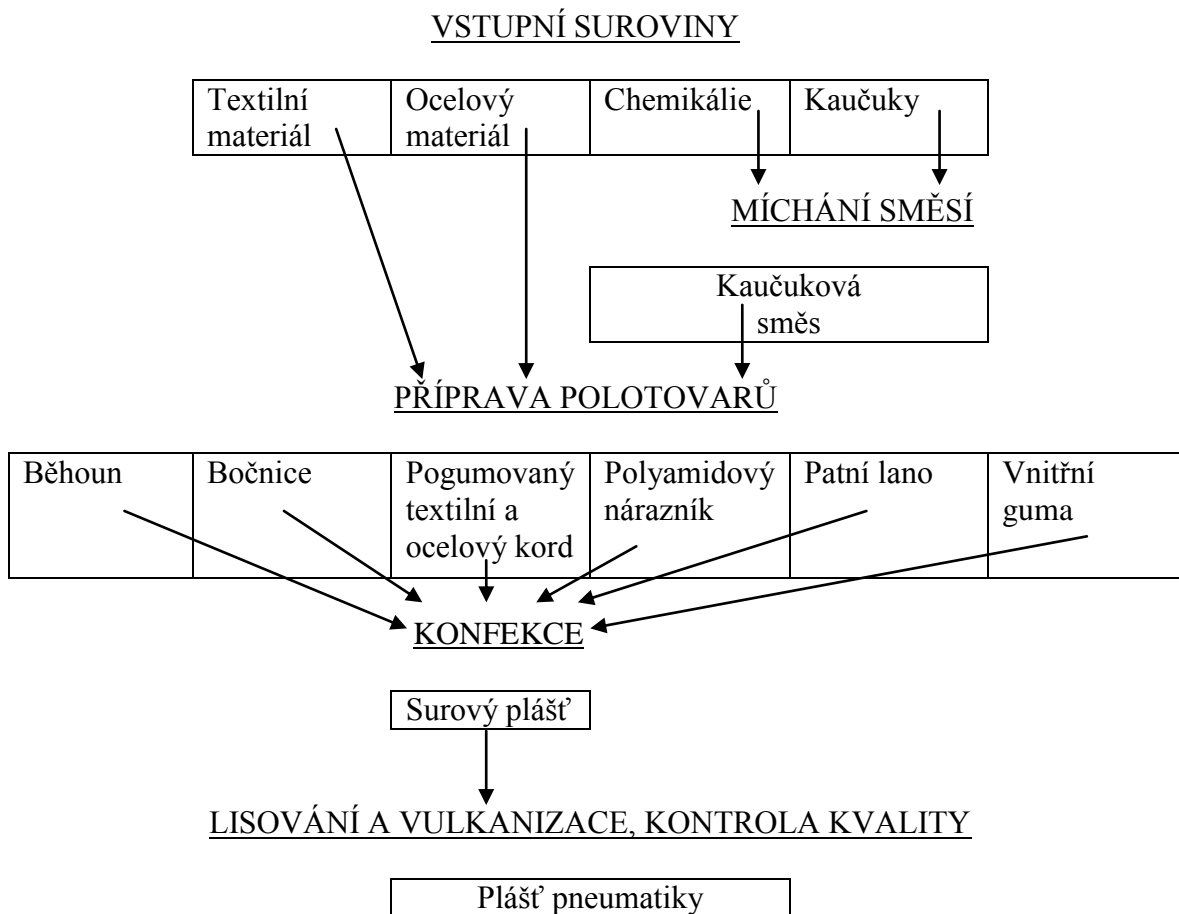 VSTUPNÍ SUROVINY
Textilní materiál
Ocelový materiál
Chemikálie
Kaučuky
MÍCHÁNÍ SMĚSÍ
Kaučuková
směs
PŘÍPRAVA POLOTOVARŮ
Běhoun
Bočnice
Pogumovaný
textilní a
ocelový kord
Polyamidový
nárazník
Patní lano
Vnitřní
guma
KONFEKCE
Surový plášť
LISOVÁNÍ A VULKANIZACE, KONTROLA KVALITY
Plášť pneumatiky